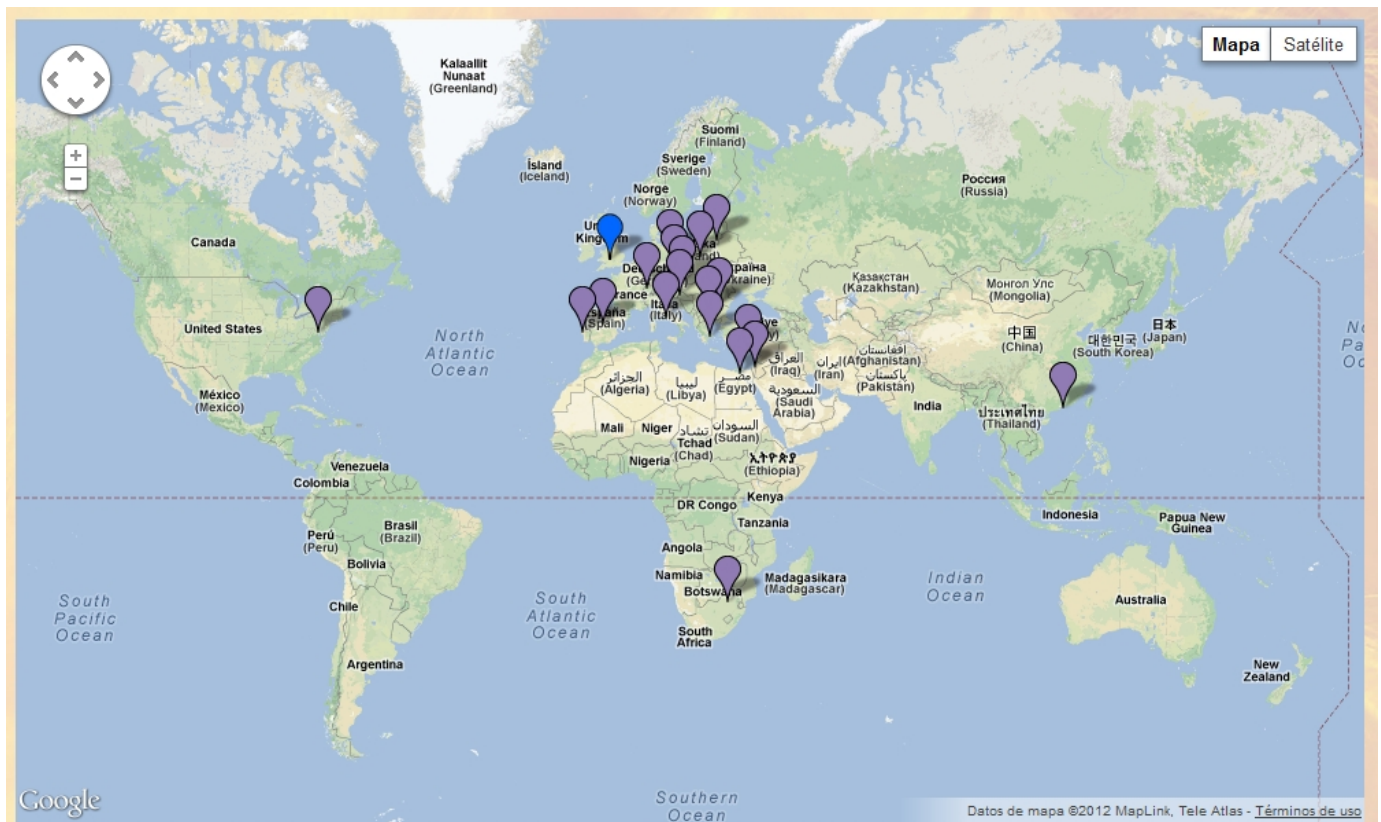 Mapa
Satélite
+
−
Kalaallit
Nunaat
(Greenland)
Suomi
(Finland)
Ísland
(Iceland)
Sverige
(Sweden)
Россия
(Russia)
Norge
(Norway)
Canada
Қазақстан
(Kazakhstan)
Монгол Улс
(Mongolia)
United States
North
Atlantic
Ocean
(Spain)
(Italy)
中国
(China)
대한민국
(South Korea)
日本
(Japan)
العراق
(Iraq)
ایران
(Iran)
افغانستان
(Afghanistan)
پاکستان
(Pakistan)
الجزائر
(Algeria)
ليبيا
(Libya)
مصر
(Egypt)
السعودية
(Saudi
Arabia)
México
(Mexico)
India
ประเทศไทย
(Thailand)
Mali
Niger
تشاد
Tchad
(Chad)
السودان
(Sudan)
Nigeria
ኢትዮጵያ
(Ethiopia)
Venezuela
Colombia
DR Congo
Kenya
Tanzania
Indonesia
Papua New
Guinea
Perú
(Peru)
Brasil
(Brazil)
Bolivia
Angola
Namibia
Botswana
Madagasikara
(Madagascar)
Indian
Ocean
Australia
South
Pacific
Ocean
Chile
South
Atlantic
Ocean
South
Africa
Argentina
New
Zealand
Southern
Ocean
Google
Datos de mapa ©2012 MapLink, Tele Atlas - Términos de uso